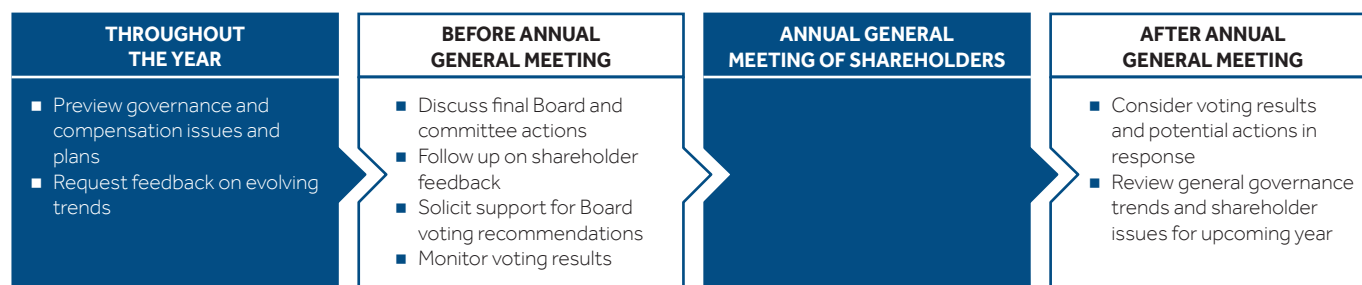 THROUGHOUT
THE YEAR
■ Preview governance and
compensation issues and
plans
■ Request feedback on evolving
trends
BEFORE ANNUAL
GENERAL MEETING
■ Discuss final Board and
committee actions
■ Follow up on shareholder
feedback
■ Solicit support for Board
voting recommendations
■ Monitor voting results
ANNUAL GENERAL
MEETING OF SHAREHOLDERS
AFTER ANNUAL
GENERAL MEETING
■ Consider voting results
and potential actions in
response
■ Review general governance
trends and shareholder
issues for upcoming year